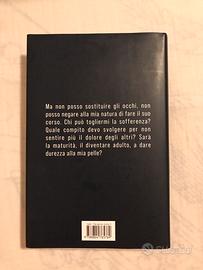 Ma non posso sostituire gli occhi, non
posso negare alla mia natura di fare il suo
corso. Chi può togliermi la sofferenza?
Quale compito devo svolgere per non
sentire più il dolore degli altri? Sarà
la maturità, il diventare adulto, a dare
durezza alla mia pelle?
subito